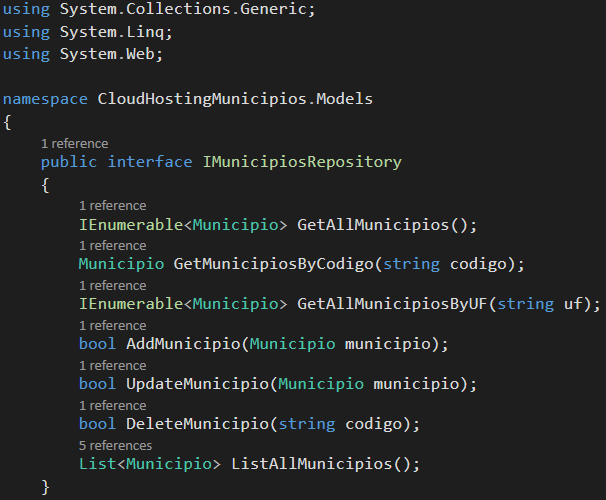 using System.Collections.Generic;
using System.Linq;
using System.Web;

namespace CloudHostingMunicipios.Models
{
    1 reference
    public interface IMunicipiosRepository
    {
        1 reference
        IEnumerable<Municipio> GetAllMunicipios();
        1 reference
        Municipio GetMunicipiosByCodigo(string codigo);
        1 reference
        IEnumerable<Municipio> GetAllMunicipiosByUF(string uf);
        1 reference
        bool AddMunicipio(Municipio municipio);
        1 reference
        bool UpdateMunicipio(Municipio municipio);
        1 reference
        bool DeleteMunicipio(string codigo);
        5 references
        List<Municipio> ListAllMunicipios();
    }